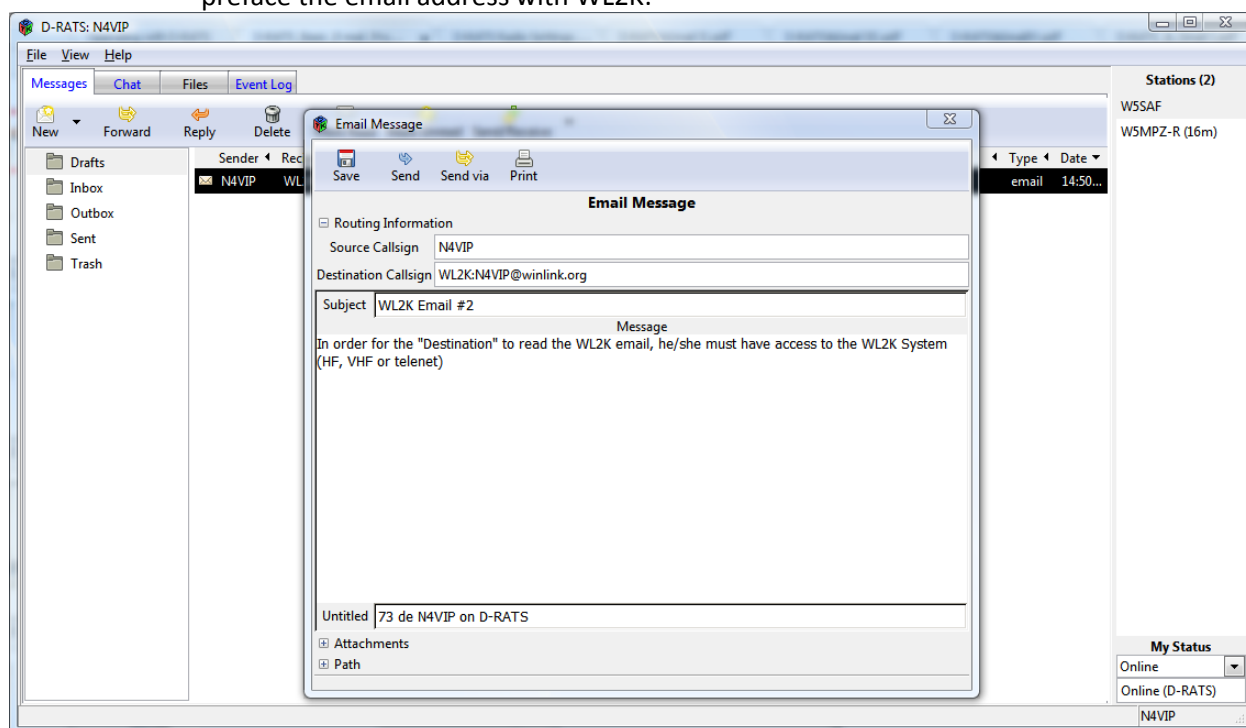 preface the email address with WL2K:
D-RATS: N4VIP
File View Help
Messages Chat Files Event Log
Stations (2)
W5SAF
W5MPZ-R (16m)
New Forward Reply Delete
Drafts
Inbox
Outbox
Sent
Trash
Sender Rec Type Date
N4VIP WL email 14:50...
Email Message
Save Send Send via Print
Email Message
Routing Information
Source Callsign N4VIP
Destination Callsign WL2K:N4VIP@winlink.org
Subject WL2K Email #2
Message
In order for the "Destination" to read the WL2K email, he/she must have access to the WL2K System
(HF, VHF or telenet)
Untitled 73 de N4VIP on D-RATS
Attachments
Path
My Status
Online
Online (D-RATS)
N4VIP